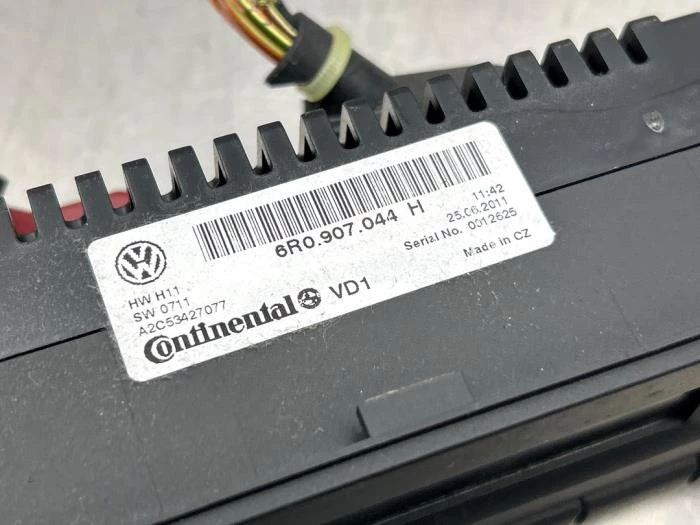 6R0.907.044 H
11:42
25.06.2011
Serial No. 0012625
Made in CZ
HW H11
SW 0711
A2C53427077
Continental VD1